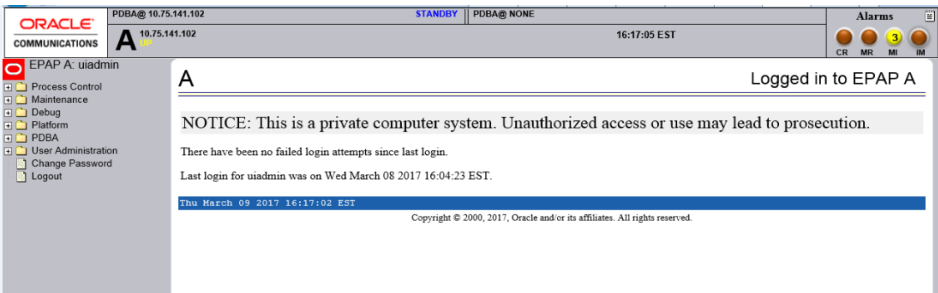 ORACLE
COMMUNICATIONS
PDBA@ 10.75.141.102
STANDBY
PDBA@ NONE
A
10.75.141.102
UP
16:17:05 EST
Alarms
3
CR MR MI IM
EPAP A: uiadmin
Process Control
Maintenance
Debug
Platform
PDBA
User Administration
Change Password
Logout
A
Logged in to EPAP A
NOTICE: This is a private computer system. Unauthorized access or use may lead to prosecution.
There have been no failed login attempts since last login.
Last login for uiadmin was on Wed March 08 2017 16:04:23 EST.
Thu March 09 2017 16:17:02 EST
Copyright © 2000, 2017, Oracle and/or its affiliates. All rights reserved.